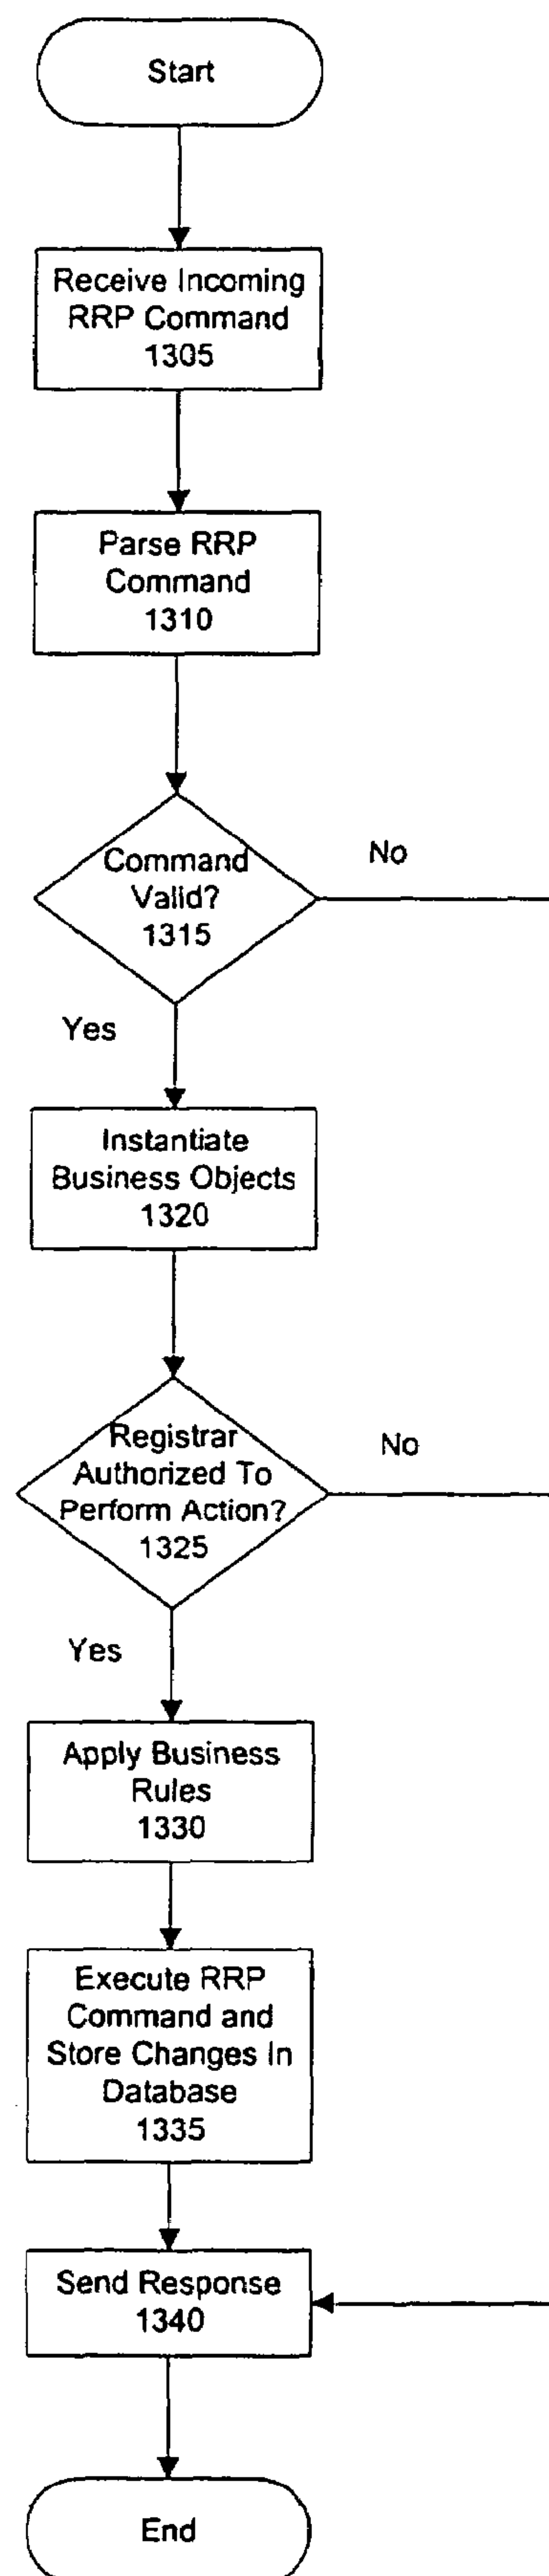 Start
Receive Incoming
RRP Command
1305
Parse RRP
Command
1310
Command
Valid?
1315
No
Yes
Instantiate
Business Objects
1320
Registrar
Authorized To
Perform Action?
1325
No
Yes
Apply Business
Rules
1330
Execute RRP
Command and
Store Changes In
Database
1335
Send Response
1340
End